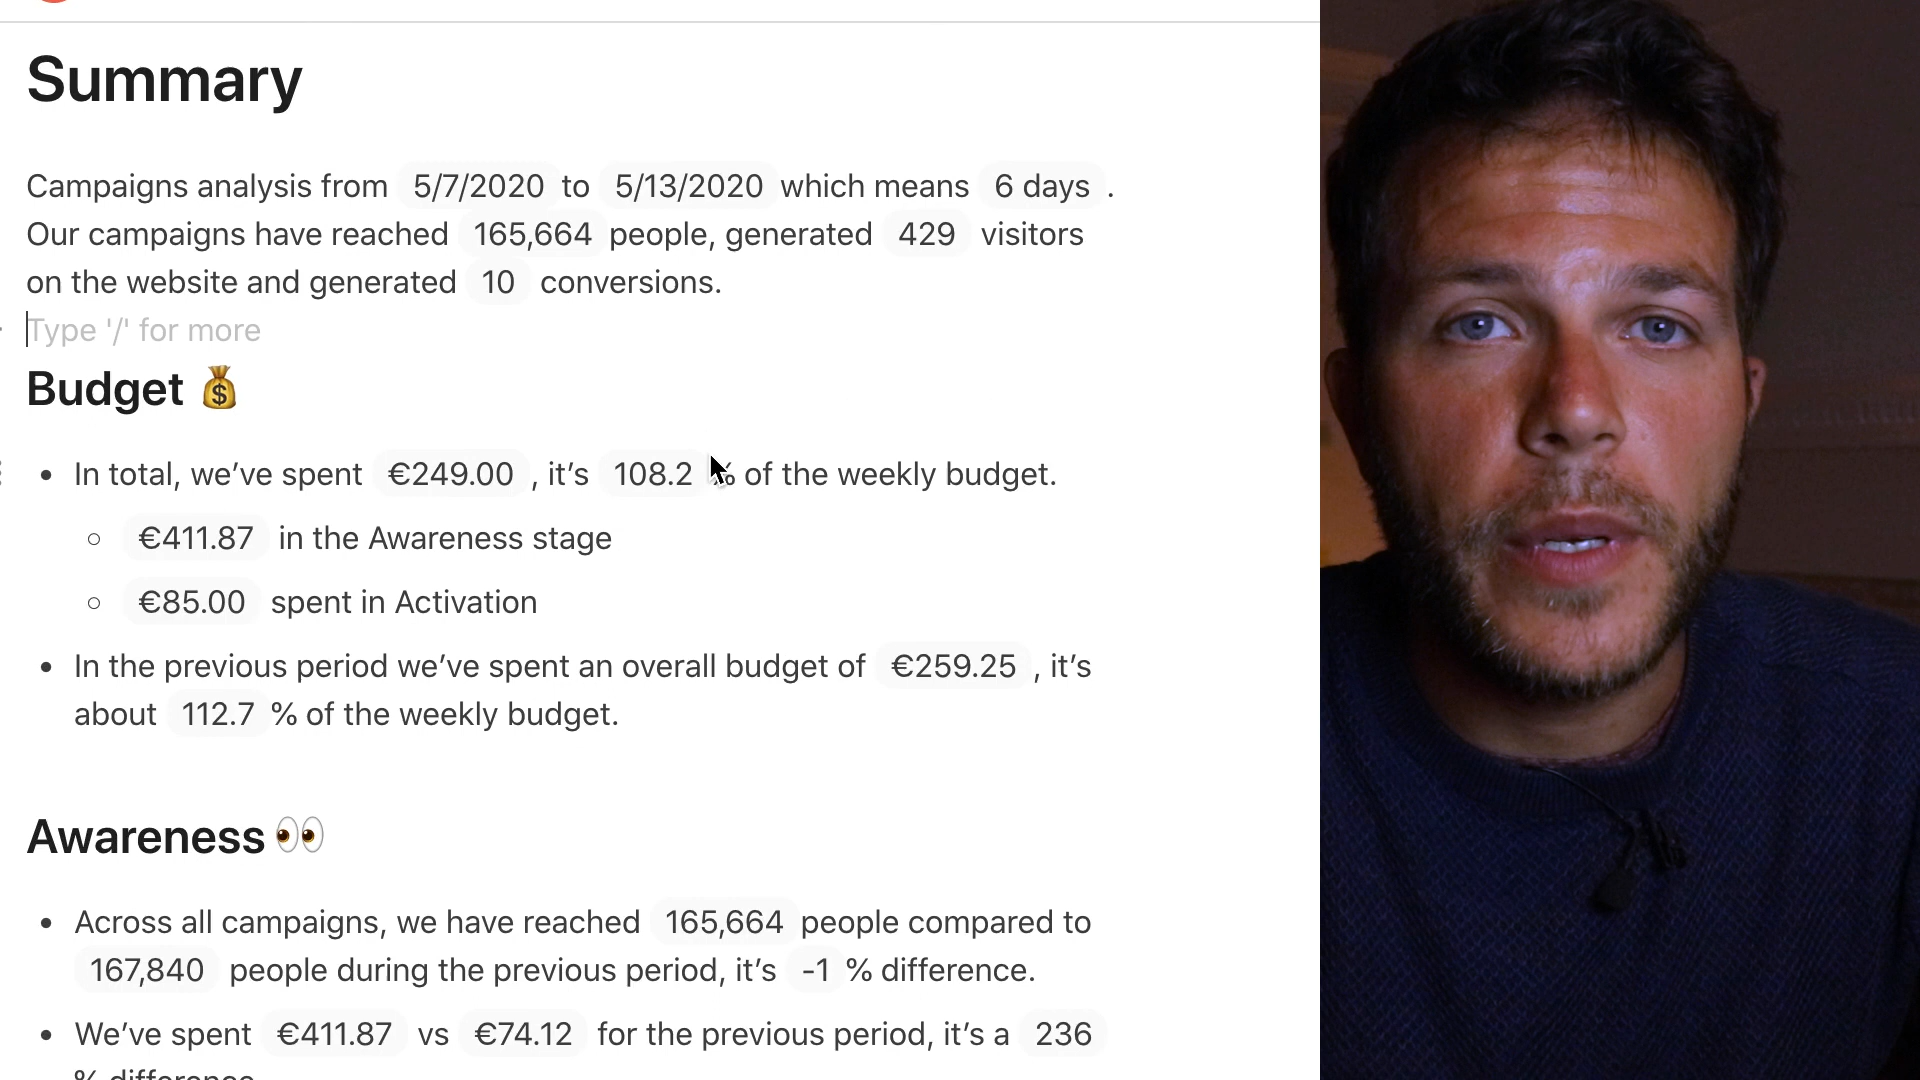 Summary
Campaigns analysis from 5/7/2020 to 5/13/2020 which means 6 days .
Our campaigns have reached 165,664 people, generated 429 visitors
on the website and generated 10 conversions.
Type '/' for more
Budget 💰
• In total, we’ve spent €249.00 , it’s 108.2 % of the weekly budget.
◦ €411.87 in the Awareness stage
◦ €85.00 spent in Activation
• In the previous period we’ve spent an overall budget of €259.25 , it’s
about 112.7 % of the weekly budget.
Awareness 👀
• Across all campaigns, we have reached 165,664 people compared to
167,840 people during the previous period, it’s -1 % difference.
• We’ve spent €411.87 vs €74.12 for the previous period, it’s a 236
% difference